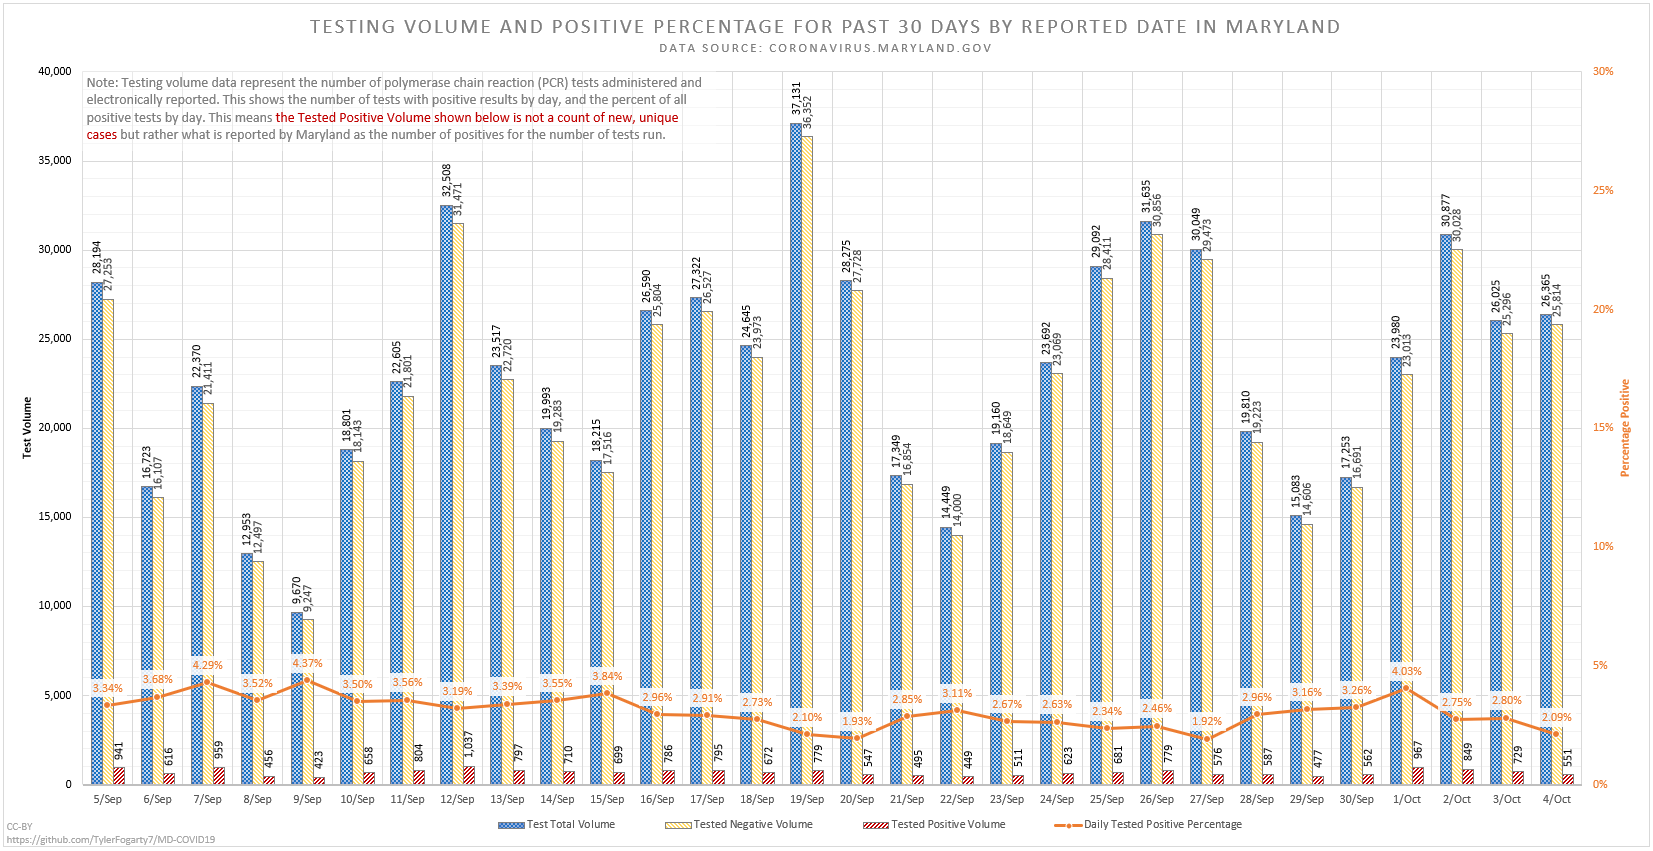 TESTING VOLUME AND POSITIVE PERCENTAGE FOR PAST 30 DAYS BY REPORTED DATE IN MARYLAND
DATA SOURCE: CORONAVIRUS.MARYLAND.GOV
Note: Testing volume data represent the number of polymerase chain reaction (PCR) tests administered and
electronically reported. This shows the number of tests with positive results by day, and the percent of all
positive tests by day. This means the Tested Positive Volume shown below is not a count of new, unique
cases but rather what is reported by Maryland as the number of positives for the number of tests run.
Test Volume
40,000
35,000
30,000
25,000
20,000
15,000
10,000
5,000
0
Percentage Positive
30%
25%
20%
15%
10%
5%
0%
28,194 27,253 3.34% 941
16,723 16,107 3.68% 616
22,370 21,411 4.29% 959
12,953 12,497 3.52% 456
9,670 9,247 4.37% 423
18,801 18,143 3.50% 658
22,605 21,801 3.56% 804
32,508 31,471 3.19% 1,037
23,517 22,720 3.39% 797
19,993 19,283 3.55% 710
18,215 17,516 3.84% 699
26,590 25,804 2.96% 786
27,322 26,527 2.91% 795
24,645 23,973 2.73% 672
37,131 36,352 2.10% 779
28,275 27,728 1.93% 547
17,349 16,854 2.85% 495
14,449 14,000 3.11% 449
19,160 18,649 2.67% 511
23,692 23,069 2.63% 623
29,092 28,411 2.34% 681
31,635 30,856 2.46% 779
30,049 29,473 1.92% 576
19,810 19,223 2.96% 587
15,083 14,606 3.16% 477
17,253 16,691 3.26% 562
23,980 23,013 4.03% 967
30,877 30,028 2.75% 849
26,025 25,296 2.80% 729
26,365 25,814 2.09% 551
5/Sep 6/Sep 7/Sep 8/Sep 9/Sep 10/Sep 11/Sep 12/Sep 13/Sep 14/Sep 15/Sep 16/Sep 17/Sep 18/Sep 19/Sep 20/Sep 21/Sep 22/Sep 23/Sep 24/Sep 25/Sep 26/Sep 27/Sep 28/Sep 29/Sep 30/Sep 1/Oct 2/Oct 3/Oct 4/Oct
Test Total Volume Tested Negative Volume Tested Positive Volume Daily Tested Positive Percentage
CC-BY
https://github.com/TylerFogarty7/MD-COVID19